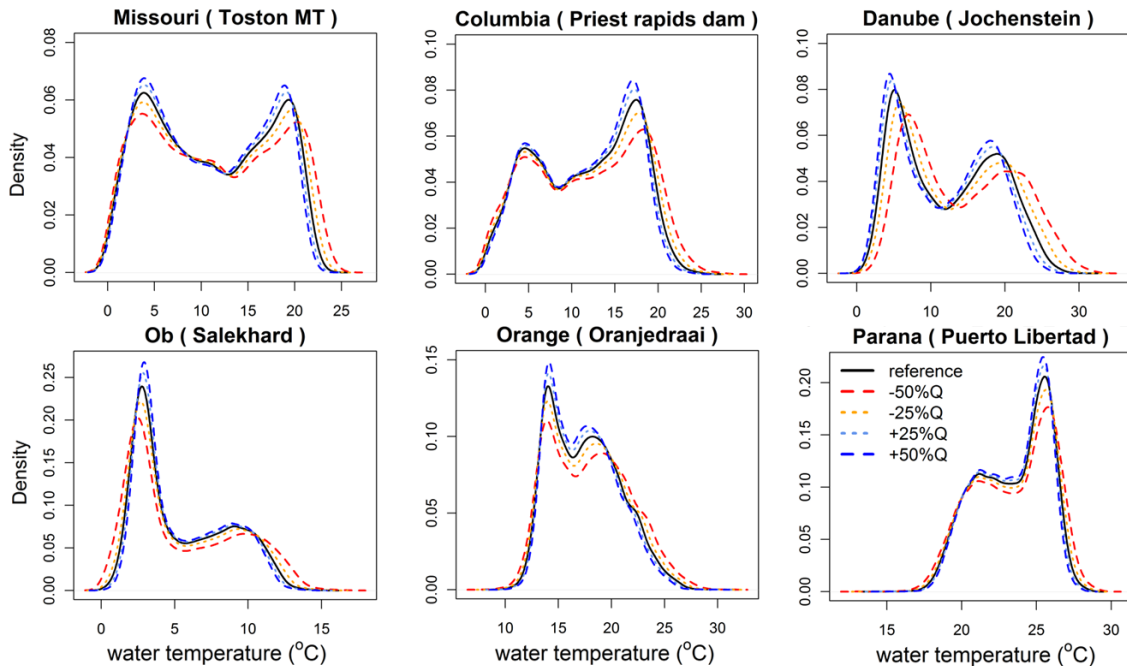 Missouri ( Toston MT)
Columbia ( Priest rapids dam)
Danube ( Jochenstein)
Density
0.00 0.02 0.04 0.06 0.08
0 5 10 15 20 25
0.00 0.02 0.04 0.06 0.08 0.10
0 5 10 15 20 25 30
0.00 0.02 0.04 0.06 0.08 0.10
0 10 20 30
Ob ( Salekhard )
Orange ( Oranjedraai)
Parana ( Puerto Libertad )
Density
0.00 0.05 0.10 0.15 0.20 0.25
0 5 10 15
water temperature (°C)
0.00 0.05 0.10 0.15
10 15 20 25 30
water temperature (°C)
0.00 0.05 0.10 0.15 0.20
reference
-50%Q
-25%Q
+25%Q
+50%Q
15 20 25 30
water temperature (°C)